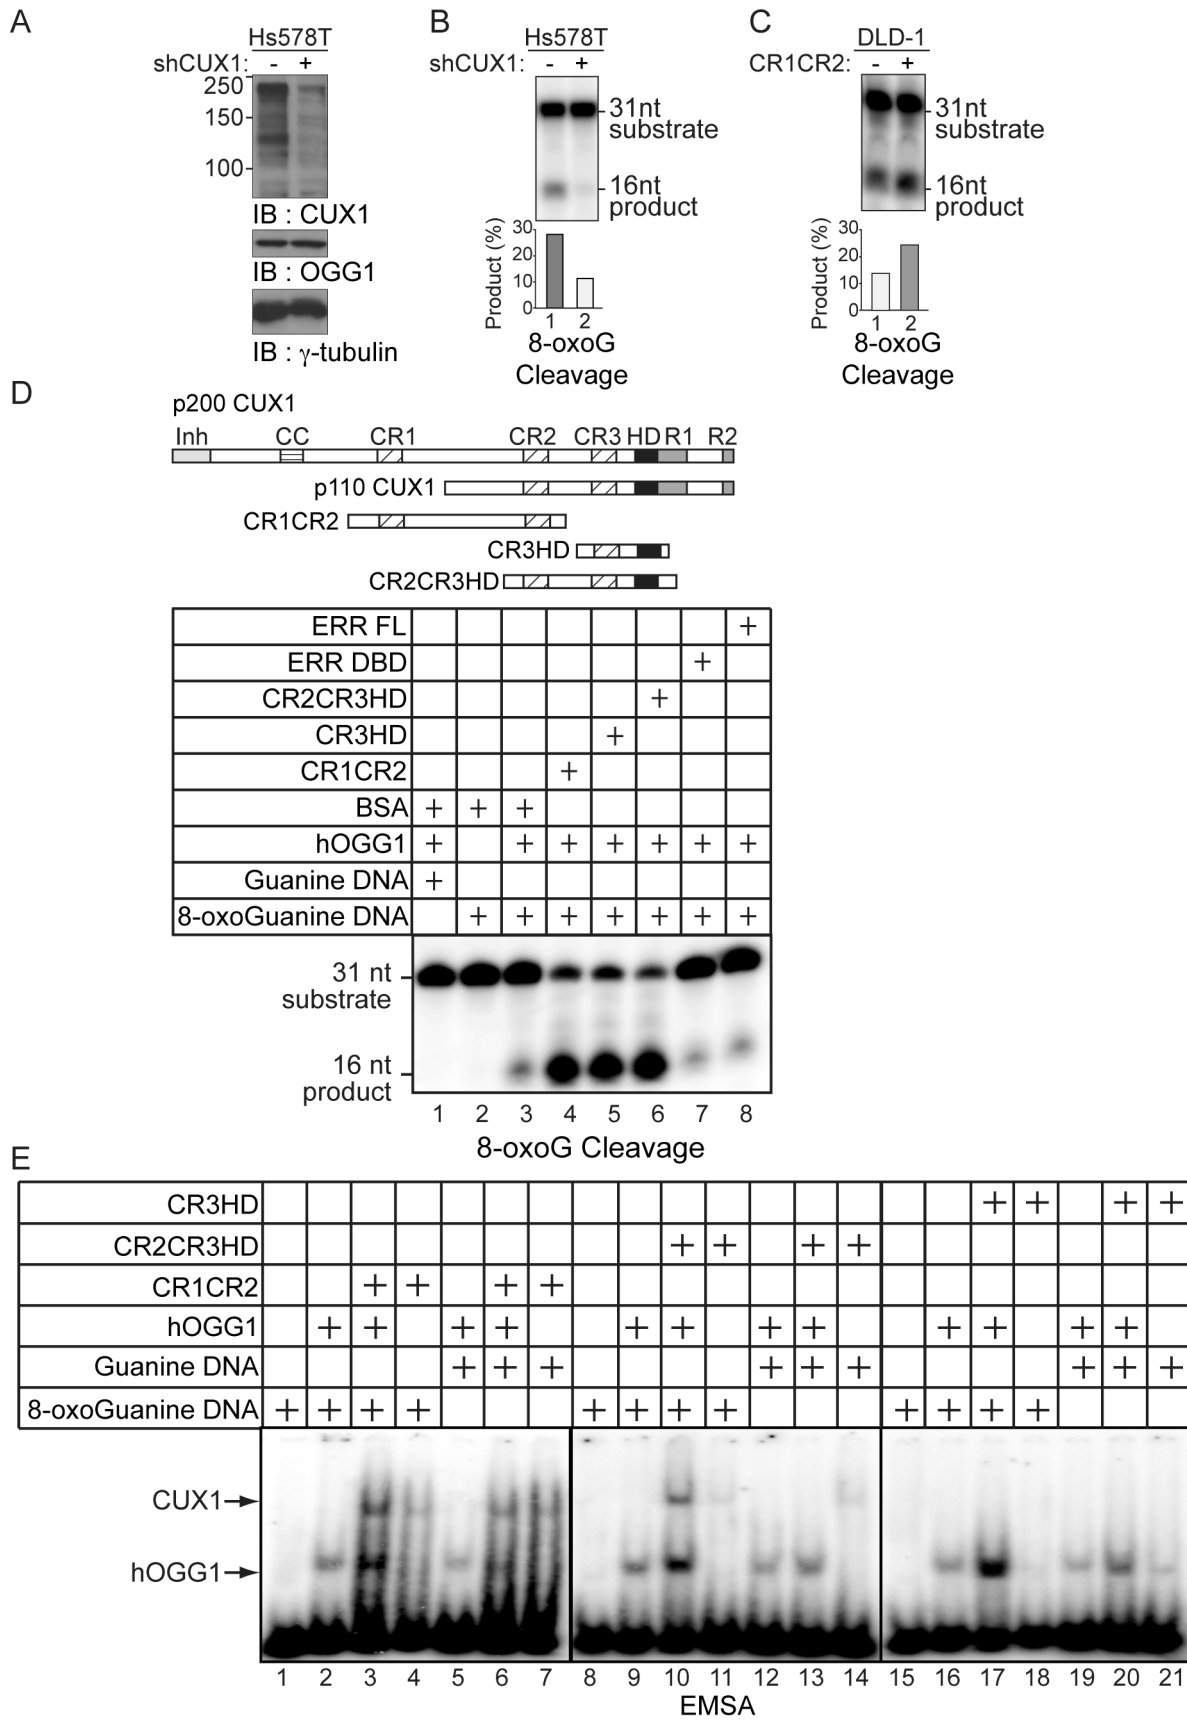 A
Hs578T
shCUX1: - +
250
150
100
IB : CUX1
IB : OGG1
IB : γ-tubulin
B
Hs578T
shCUX1: - +
31nt
substrate
16nt
product
Product (%)
30
20
10
0
1 2
8-oxoG
Cleavage
C
DLD-1
CR1CR2: - +
31nt
substrate
16nt
product
Product (%)
30
20
10
0
1 2
8-oxoG
Cleavage
D
p200 CUX1
Inh CC CR1 CR2 CR3 HD R1 R2
p110 CUX1
CR1CR2
CR3HD
CR2CR3HD
ERR FL +
ERR DBD +
CR2CR3HD +
CR3HD +
CR1CR2 +
BSA + + +
hOGG1 + + + + + + +
Guanine DNA +
8-oxoGuanine DNA + + + + + + +
31 nt
substrate
16 nt
product
1 2 3 4 5 6 7 8
8-oxoG Cleavage
E
CR3HD + + + +
CR2CR3HD + + + +
CR1CR2 + + + +
hOGG1 + + + + + + + + + + + +
Guanine DNA + + + + + + + + +
8-oxoGuanine DNA + + + + + + + + + + + +
CUX1
hOGG1
1 2 3 4 5 6 7 8 9 10 11 12 13 14 15 16 17 18 19 20 21
EMSA